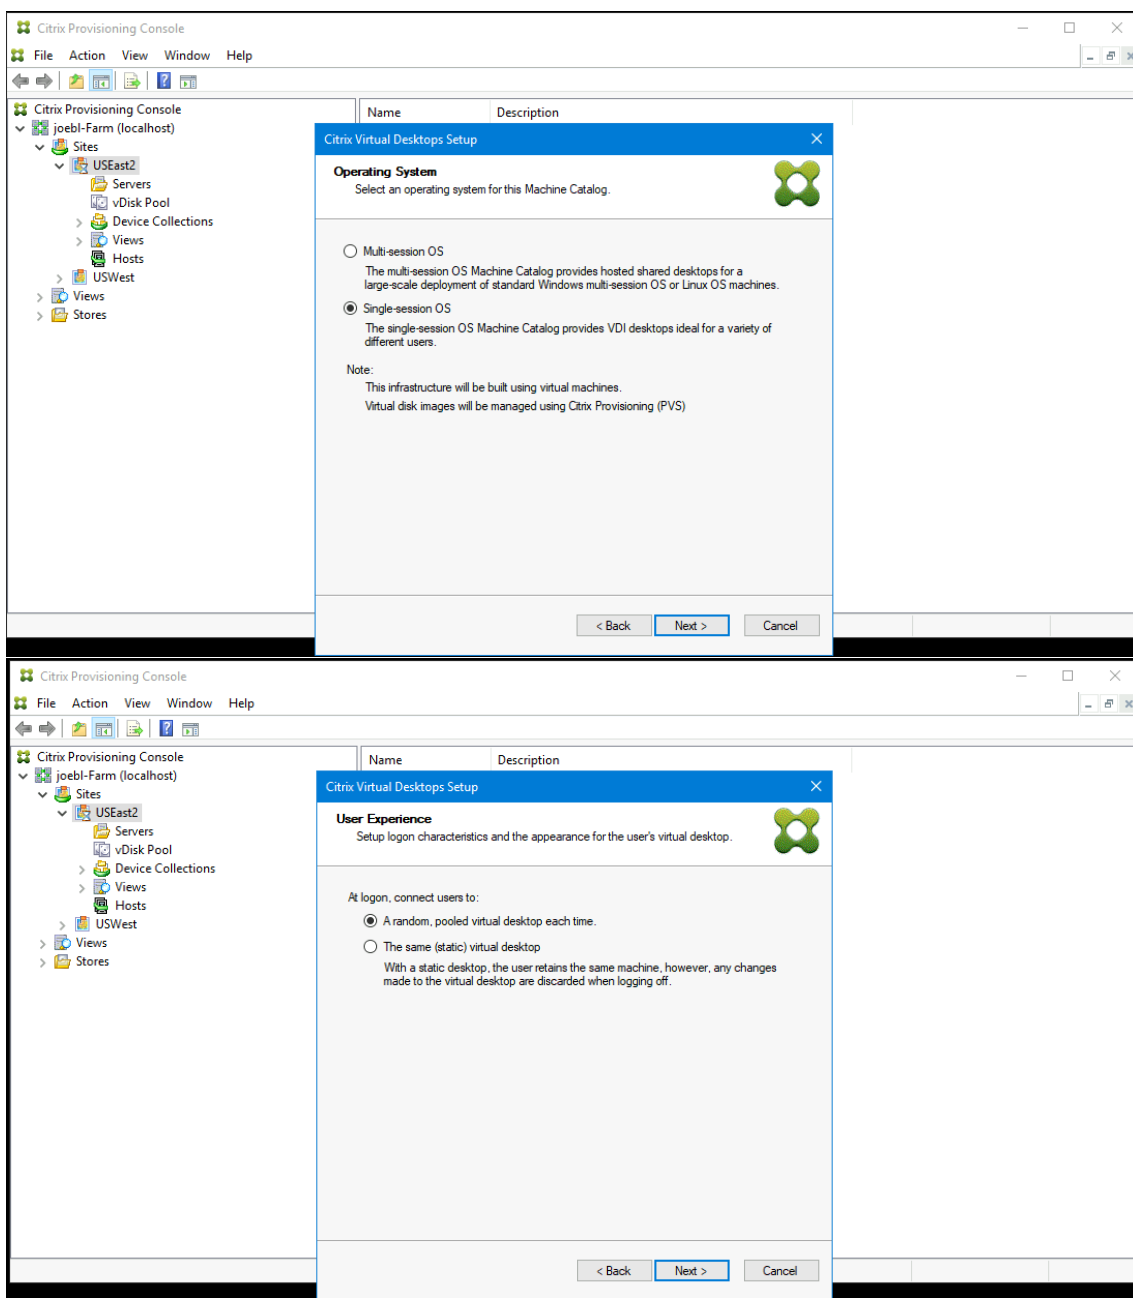 Citrix Provisioning Console
File Action View Window Help
Citrix Provisioning Console
joebl-Farm (localhost)
Sites
USEast2
Servers
vDisk Pool
Device Collections
Views
Hosts
USWest
Views
Stores
Name Description
Citrix Virtual Desktops Setup
Operating System
Select an operating system for this Machine Catalog.
Multi-session OS
The multi-session OS Machine Catalog provides hosted shared desktops for a
large-scale deployment of standard Windows multi-session OS or Linux OS machines.
Single-session OS
The single-session OS Machine Catalog provides VDI desktops ideal for a variety of
different users.
Note:
This infrastructure will be built using virtual machines.
Virtual disk images will be managed using Citrix Provisioning (PVS)
< Back Next > Cancel
Citrix Provisioning Console
File Action View Window Help
Citrix Provisioning Console
joebl-Farm (localhost)
Sites
USEast2
Servers
vDisk Pool
Device Collections
Views
Hosts
USWest
Views
Stores
Name Description
Citrix Virtual Desktops Setup
User Experience
Setup logon characteristics and the appearance for the user's virtual desktop.
At logon, connect users to:
A random, pooled virtual desktop each time.
The same (static) virtual desktop
With a static desktop, the user retains the same machine, however, any changes
made to the virtual desktop are discarded when logging off.
< Back Next > Cancel